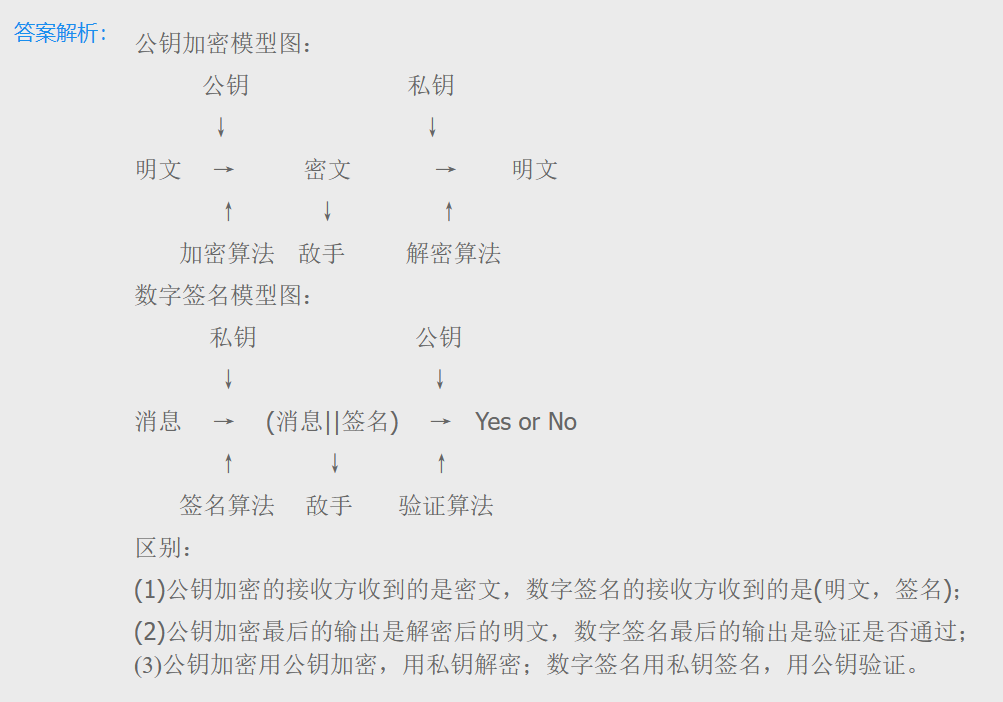 答案解析：
公钥加密模型图：
公钥 私钥
↓ ↓
明文 → 密文 → 明文
↑ ↓ ↑
加密算法 敌手 解密算法
数字签名模型图：
私钥 公钥
↓ ↓
消息 → (消息||签名) → Yes or No
↑ ↓ ↑
签名算法 敌手 验证算法
区别：
(1)公钥加密的接收方收到的是密文，数字签名的接收方收到的是(明文，签名)；
(2)公钥加密最后的输出是解密后的明文，数字签名最后的输出是验证是否通过；
(3)公钥加密用公钥加密，用私钥解密；数字签名用私钥签名，用公钥验证。